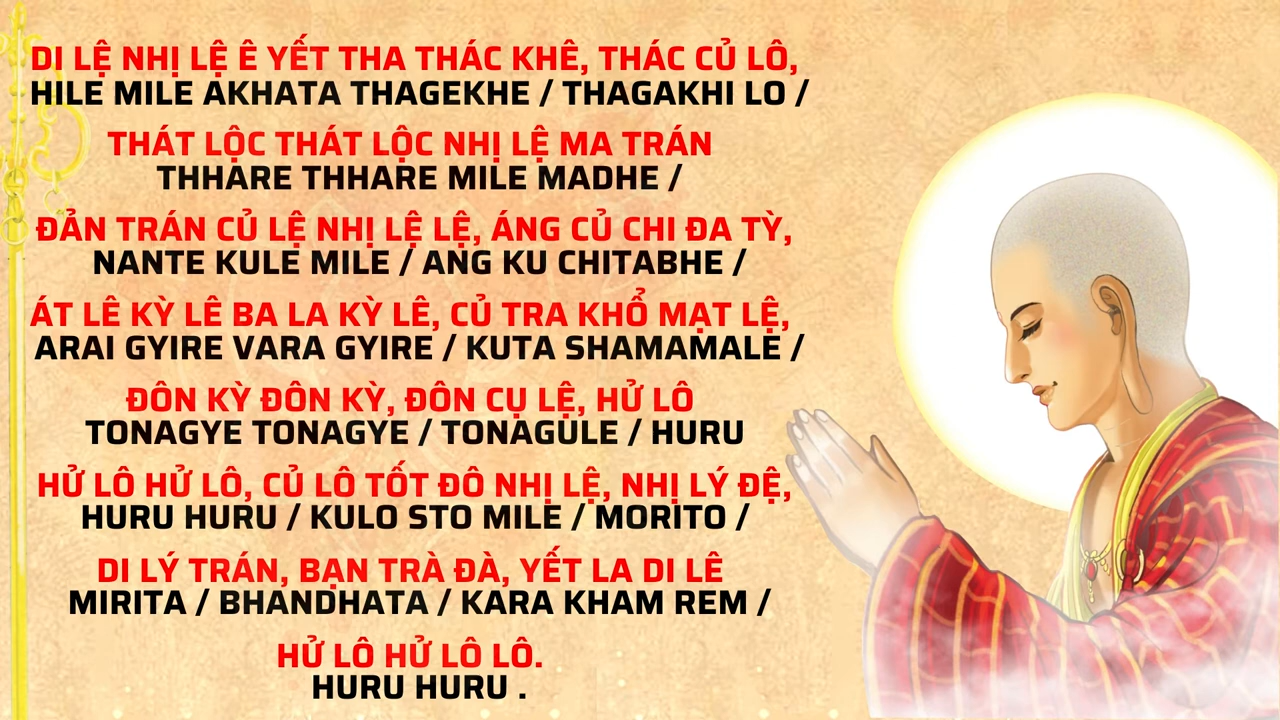 DI LỆ NHỊ LỆ Ê YẾT THA THÁC KHÊ, THÁC CỦ LÔ,
HILE MILE AKHATA THAGEKHE / THAGAKHI LO /
THÁT LỘC THÁT LỘC NHỊ LỆ MA TRÁN
THHARE THHARE MILE MADHE /
ĐẢN TRÁN CỦ LỆ NHỊ LỆ LỆ, ÁNG CỦ CHI ĐA TỲ,
NANTE KULE MILE / ANG KU CHITABHE /
ÁT LÊ KỲ LÊ BA LA KỲ LÊ, CỦ TRA KHỔ MẠT LỆ,
ARAI GYIRE VARA GYIRE / KUTA SHAMAMALE /
ĐÔN KỲ ĐÔN KỲ, ĐÔN CỤ LỆ, HỬ LÔ
TONAGYE TONAGYE / TONAGULE / HURU
HỬ LÔ HỬ LÔ, CỦ LÔ TỐT ĐÔ NHỊ LỆ, NHỊ LÝ ĐỆ,
HURU HURU / KULO STO MILE / MORITO /
DI LÝ TRÁN, BẠN TRÀ ĐÀ, YẾT LA DI LÊ
MIRITA / BHANDHATA / KARA KHAM REM /
HỬ LÔ HỬ LÔ LÔ.
HURU HURU .